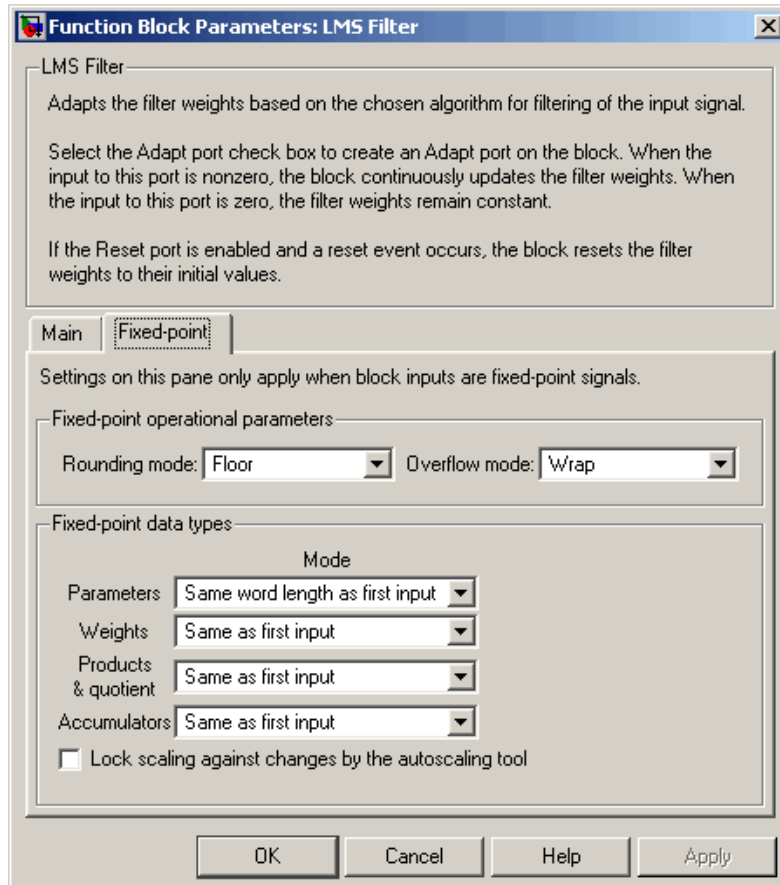 Function Block Parameters: LMS Filter
LMS Filter
Adapts the filter weights based on the chosen algorithm for filtering of the input signal.
Select the Adapt port check box to create an Adapt port on the block. When the
input to this port is nonzero, the block continuously updates the filter weights. When
the input to this port is zero, the filter weights remain constant.
If the Reset port is enabled and a reset event occurs, the block resets the filter
weights to their initial values.
Main Fixed-point
Settings on this pane only apply when block inputs are fixed-point signals.
Fixed-point operational parameters
Rounding mode: Floor Overflow mode: Wrap
Fixed-point data types
Mode
Parameters Same word length as first input
Weights Same as first input
Products
& quotient Same as first input
Accumulators Same as first input
Lock scaling against changes by the autoscaling tool
OK Cancel Help Apply